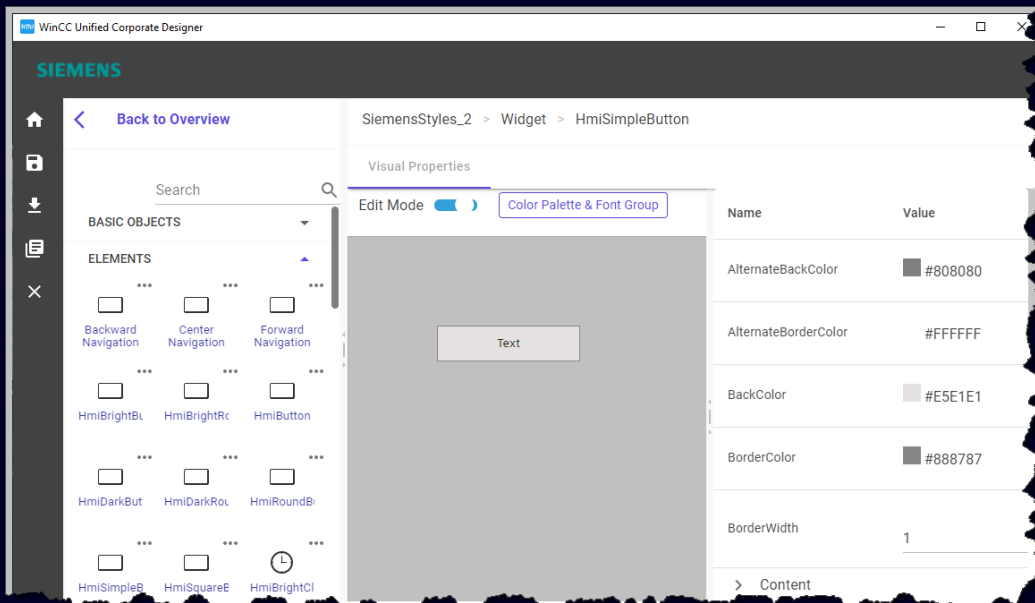 WinCC Unified Corporate Designer
SIEMENS
Back to Overview
SiemensStyles_2 > Widget > HmiSimpleButton
Visual Properties
Search
Edit Mode
Color Palette & Font Group
BASIC OBJECTS
ELEMENTS
Backward
Navigation
Center
Navigation
Forward
Navigation
HmiBrightBu
HmiBrightRo
HmiButton
HmiDarkBut
HmiDarkRou
HmiRoundB
HmiSimpleB
HmiSquareE
HmiBrightCl
Text
Name Value
AlternateBackColor #808080
AlternateBorderColor #FFFFFF
BackColor #E5E1E1
BorderColor #888787
BorderWidth 1
Content